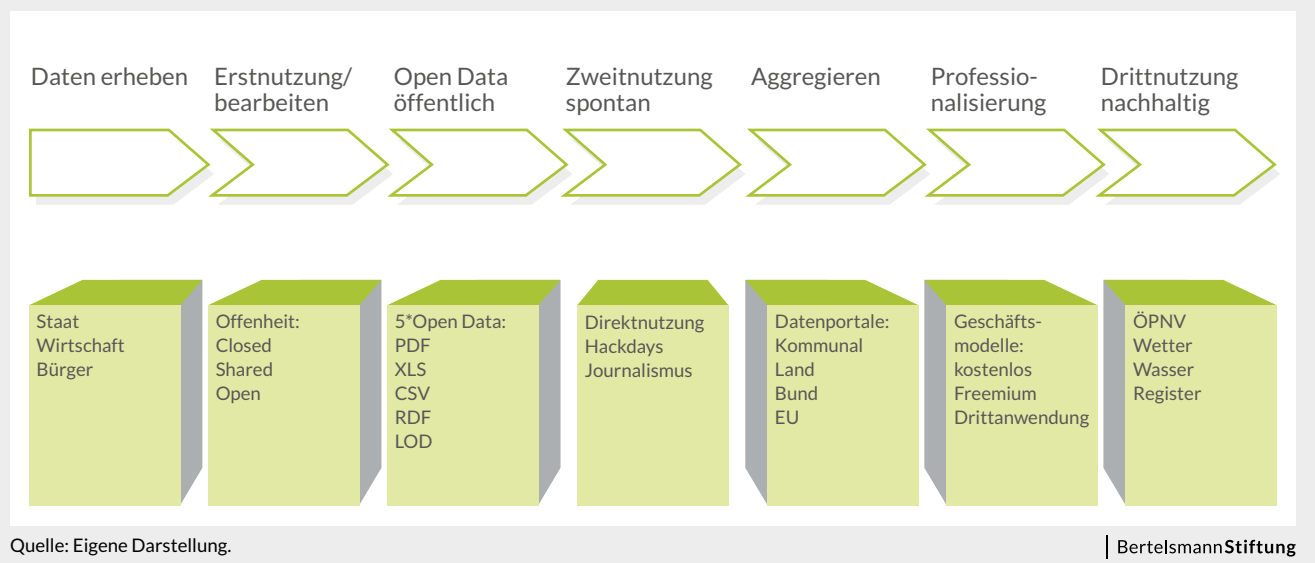 Daten erheben
Erstnutzung/
bearbeiten
Open Data
öffentlich
Zweitnutzung
spontan
Aggregieren
Professio-
nalisierung
Drittnutzung
nachhaltig
Staat
Wirtschaft
Bürger
Offenheit:
Closed
Shared
Open
5*Open Data:
PDF
XLS
CSV
RDF
LOD
Direktnutzung
Hackdays
Journalismus
Datenportale:
Kommunal
Land
Bund
EU
Geschäfts-
modelle:
kostenlos
Freemium
Drittanwendung
ÖPNV
Wetter
Wasser
Register
Quelle: Eigene Darstellung.
BertelsmannStiftung